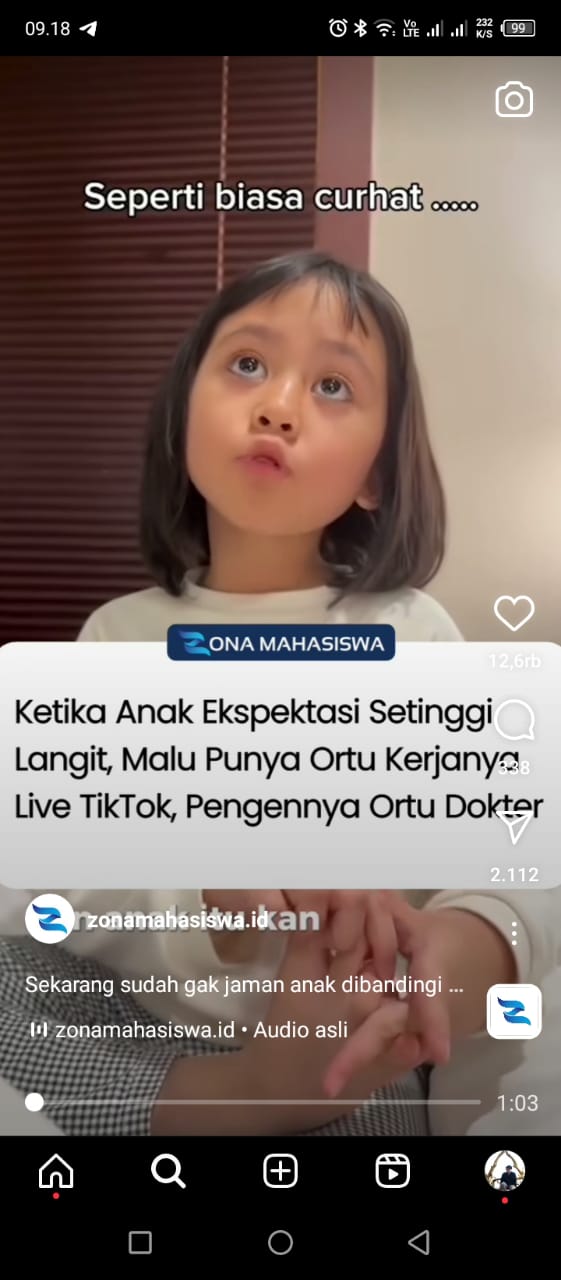 09.18
Vo
LTE
232
K/S
99
Seperti biasa curhat .....
ZONA MAHASISWA
12,6rb
Ketika Anak Ekspektasi Setinggi
Langit, Malu Punya Ortu Kerjanya
338
Live TikTok, Pengennya Ortu Dokter
2.112
zonamahasiswa.id
kan
Sekarang sudah gak jaman anak dibandingi ...
zonamahasiswa.id • Audio asli
1:03